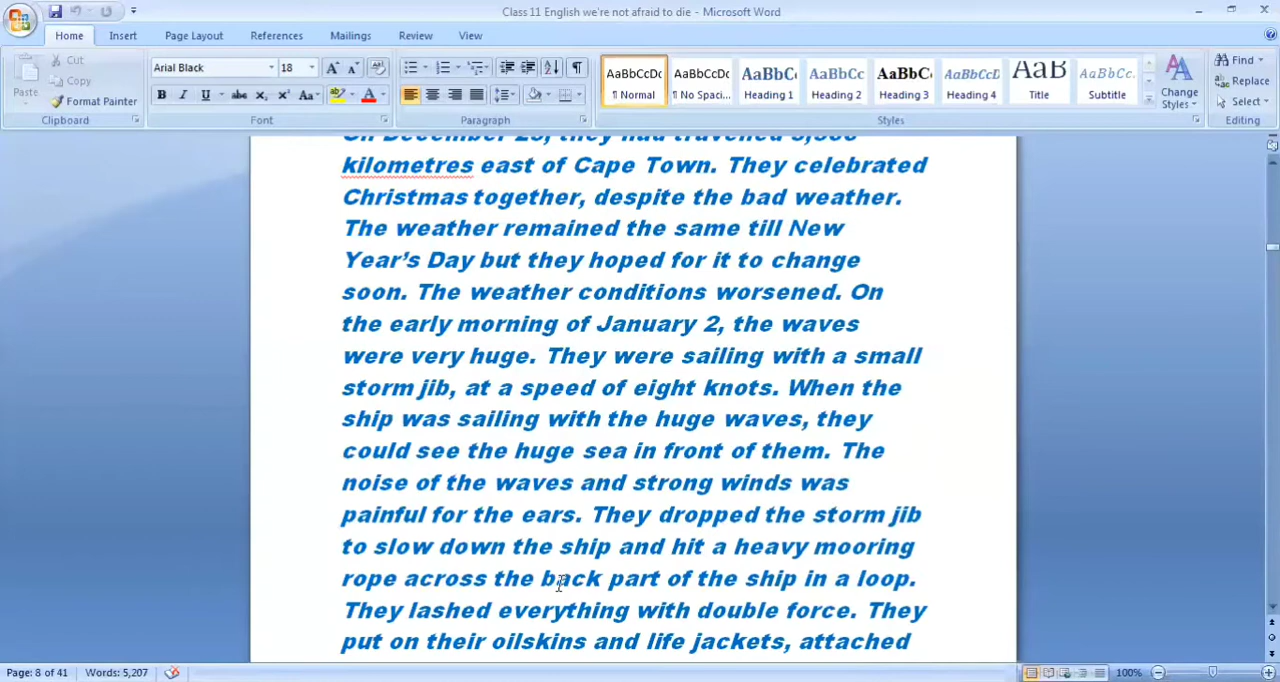 Class 11 English we're not afraid to die - Microsoft Word
Home Insert Page Layout References Mailings Review View
Paste
Cut
Copy
Format Painter
Clipboard
Arial Black 18
Font
Paragraph
AaBbCcDc AaBbCcDc AaBbC AaBbCc AaBbC AaBbCcD AaB AaBbCc.
¶ Normal ¶ No Spaci... Heading 1 Heading 2 Heading 3 Heading 4 Title Subtitle
Change
Styles
Styles
Find
Replace
Select
Editing
they had travelled
kilometres east of Cape Town. They celebrated
Christmas together, despite the bad weather.
The weather remained the same till New
Year’s Day but they hoped for it to change
soon. The weather conditions worsened. On
the early morning of January 2, the waves
were very huge. They were sailing with a small
storm jib, at a speed of eight knots. When the
ship was sailing with the huge waves, they
could see the huge sea in front of them. The
noise of the waves and strong winds was
painful for the ears. They dropped the storm jib
to slow down the ship and hit a heavy mooring
rope across the back part of the ship in a loop.
They lashed everything with double force. They
put on their oilskins and life jackets, attached
Page: 8 of 41 Words: 5,207 100%